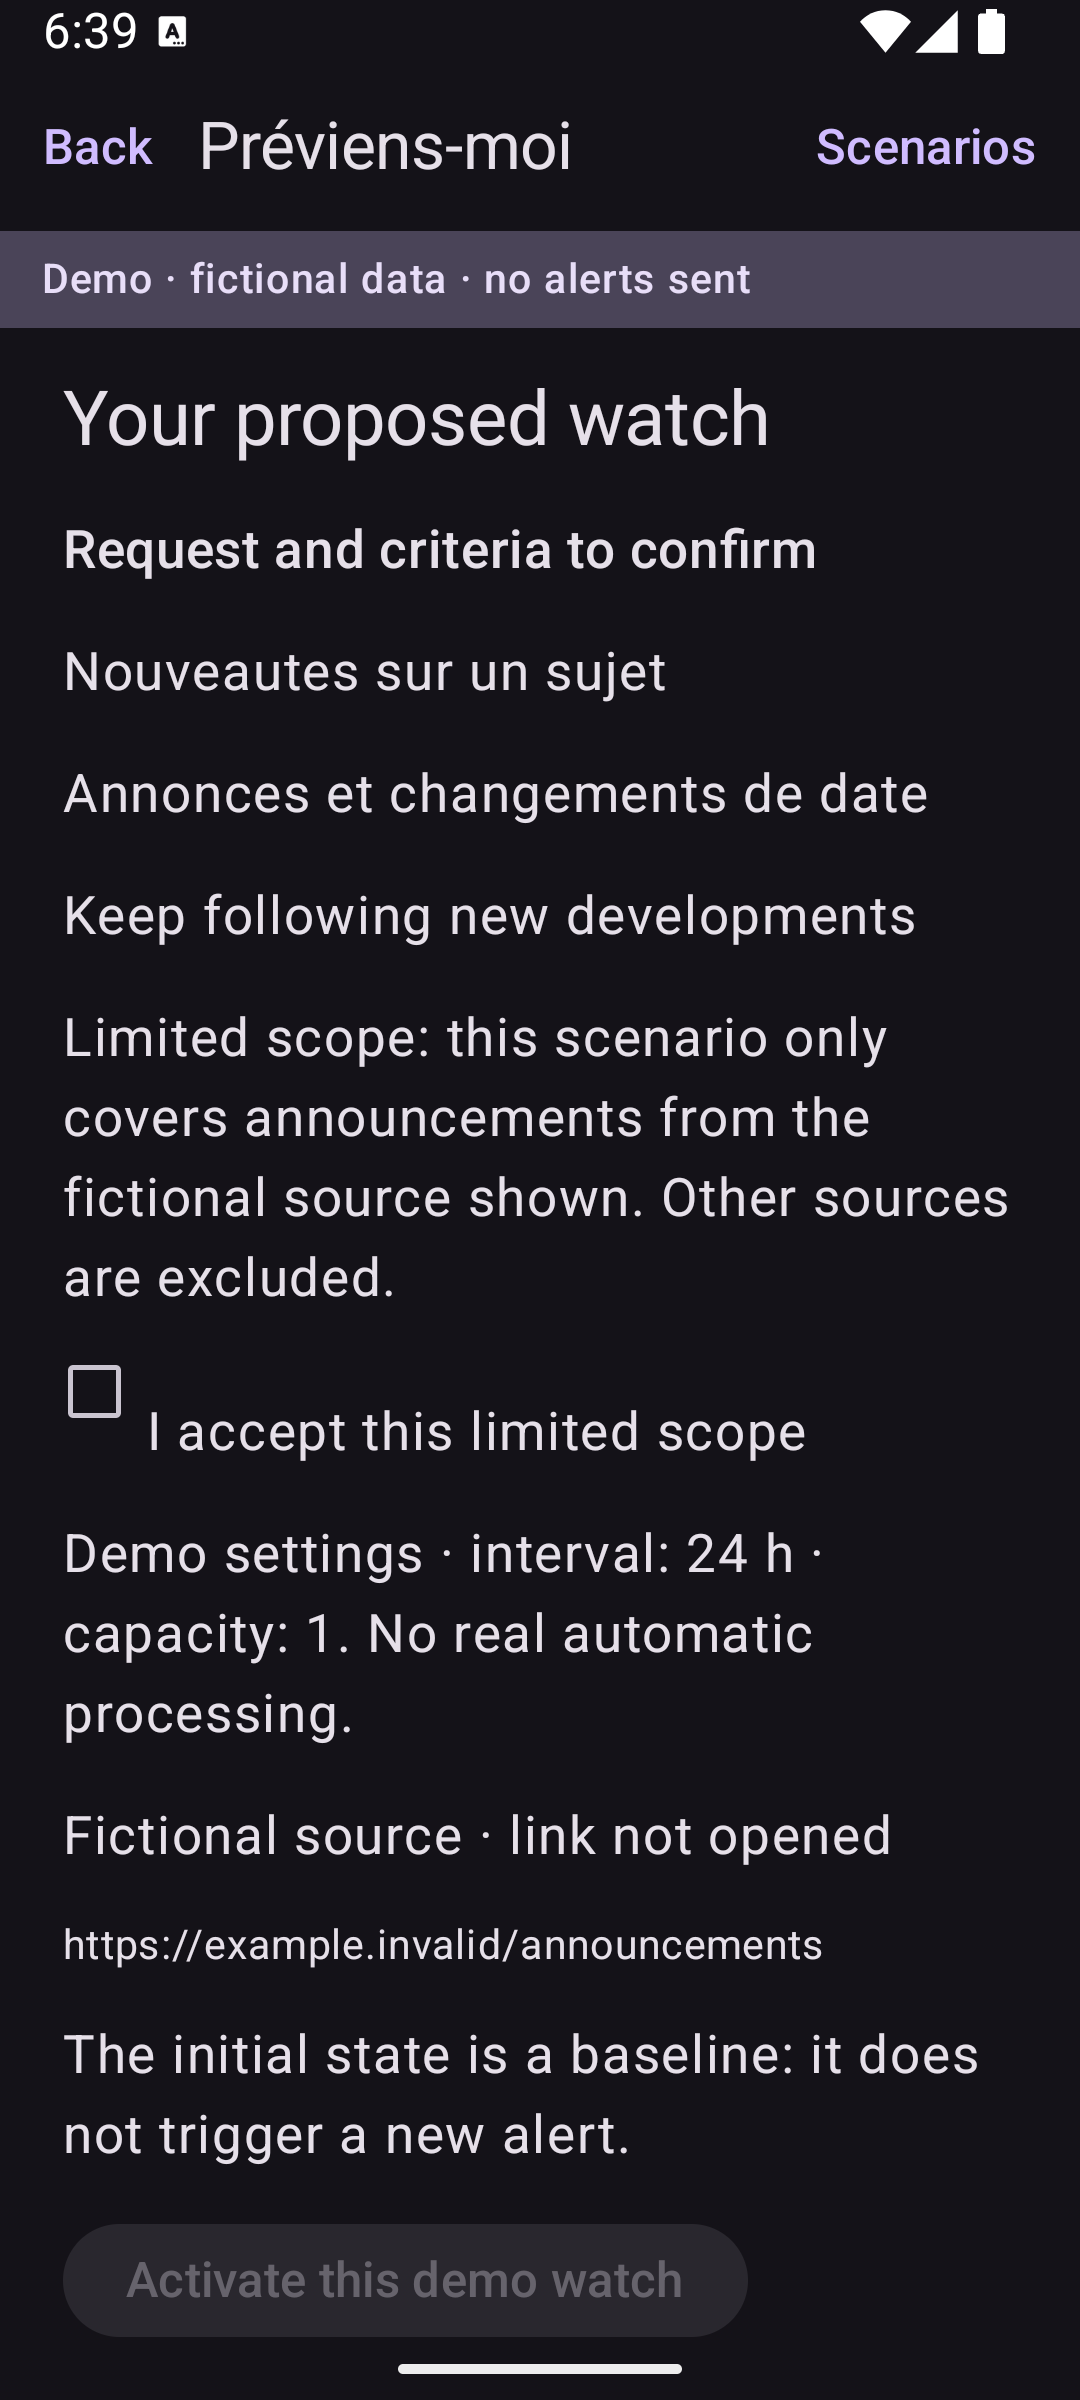 6:39
Back Préviens-moi Scenarios
Demo · fictional data · no alerts sent
Your proposed watch
Request and criteria to confirm
Nouveautes sur un sujet
Annonces et changements de date
Keep following new developments
Limited scope: this scenario only
covers announcements from the
fictional source shown. Other sources
are excluded.
I accept this limited scope
Demo settings · interval: 24 h ·
capacity: 1. No real automatic
processing.
Fictional source · link not opened
https://example.invalid/announcements
The initial state is a baseline: it does
not trigger a new alert.
Activate this demo watch